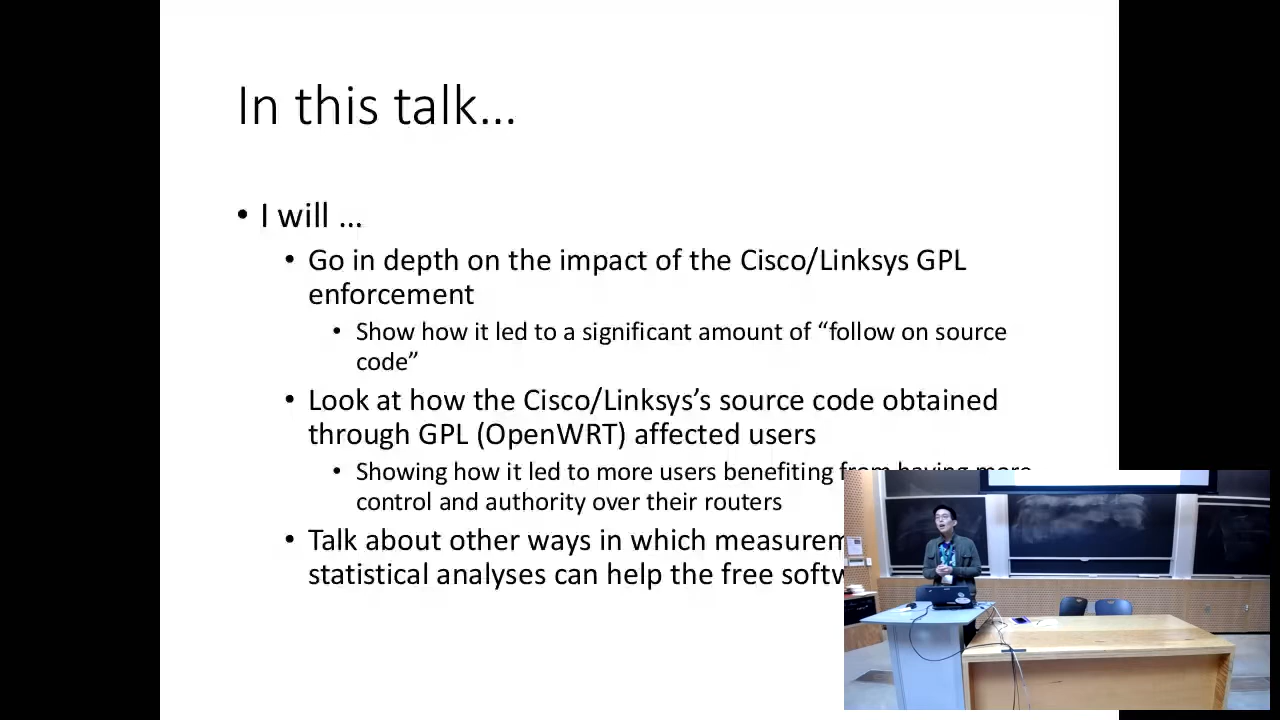 In this talk...
• I will ...
• Go in depth on the impact of the Cisco/Linksys GPL
enforcement
• Show how it led to a significant amount of “follow on source
code”
• Look at how the Cisco/Linksys’s source code obtained
through GPL (OpenWRT) affected users
• Showing how it led to more users benefiting from having more
control and authority over their routers
• Talk about other ways in which
statistical analyses can help the free